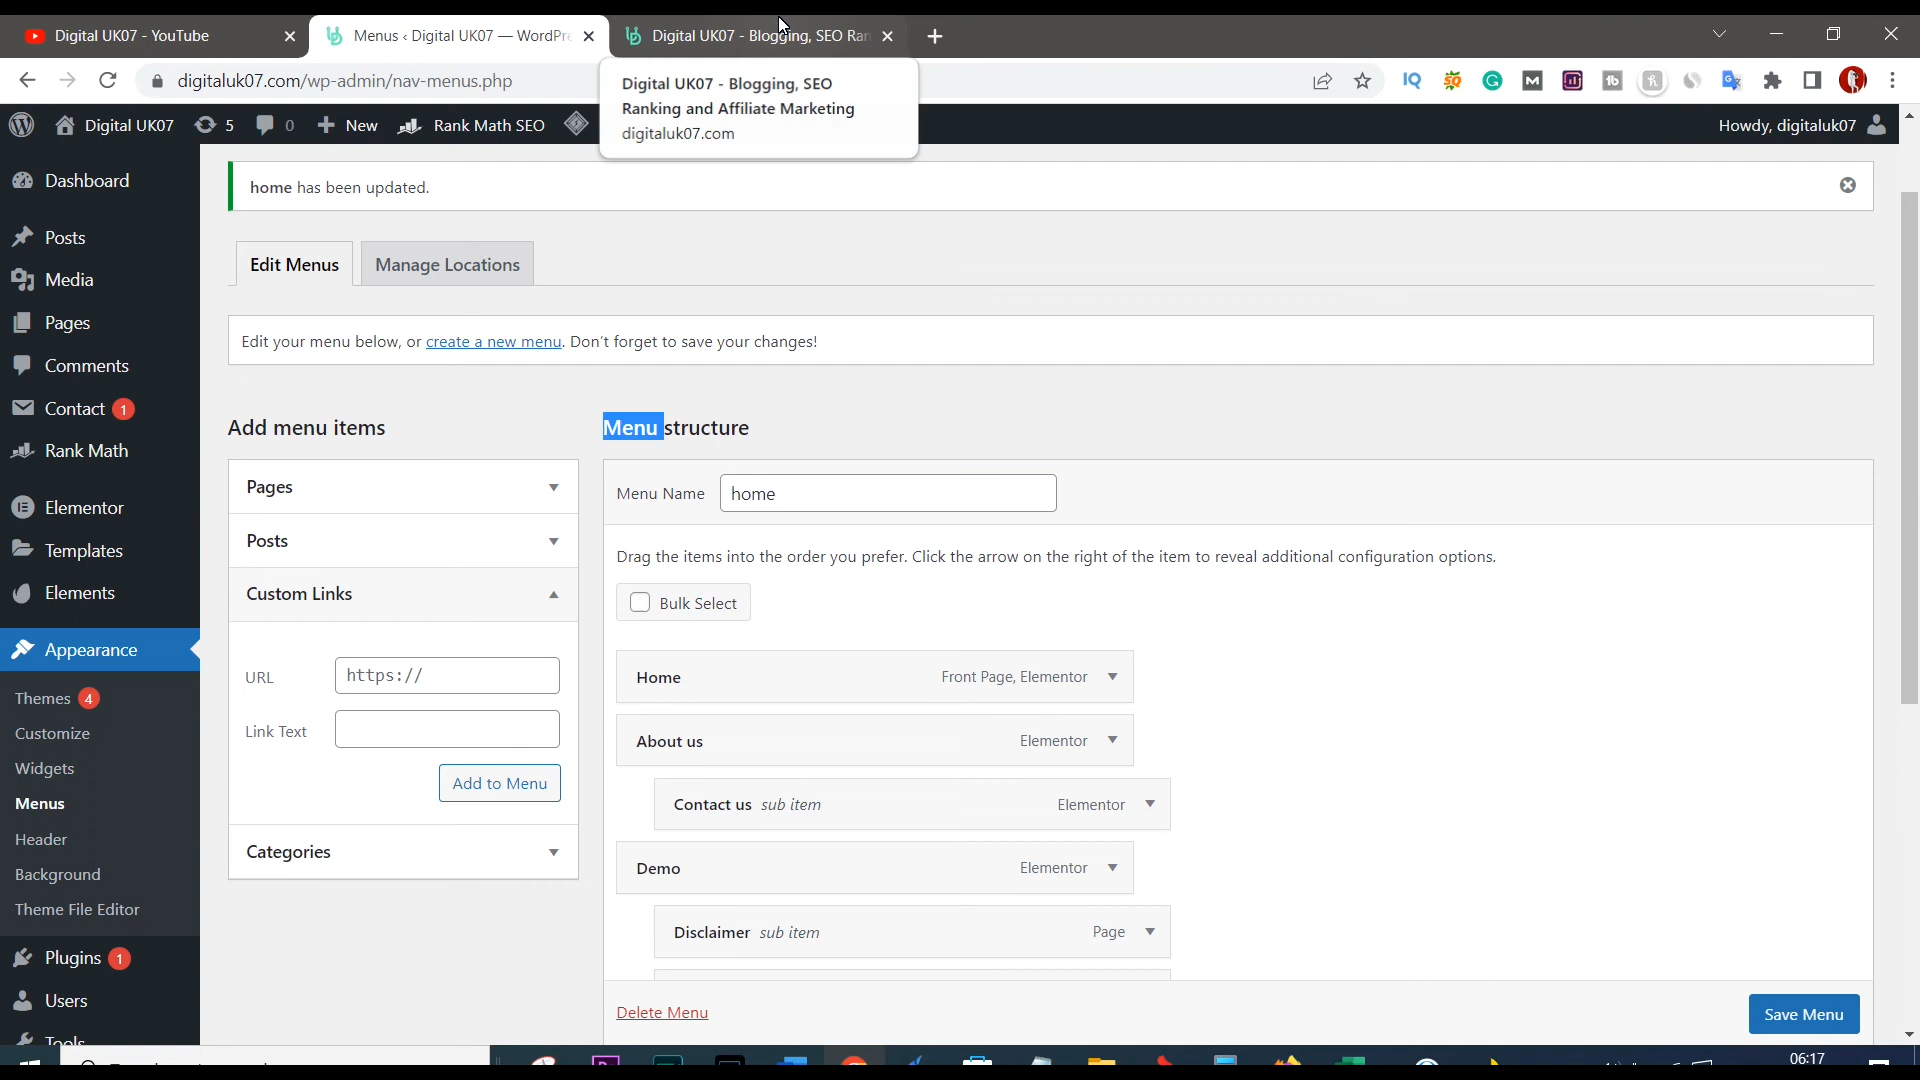 Digital UK07 - YouTube
Menus ‹ Digital UK07 — WordPre
Digital UK07 - Blogging, SEO Ran
digitaluk07.com/wp-admin/nav-menus.php
Digital UK07 - Blogging, SEO
Ranking and Affiliate Marketing
digitaluk07.com
Digital UK07
5
0
New
Rank Math SEO
Howdy, digitaluk07
Dashboard
Posts
Media
Pages
Comments
Contact 1
Rank Math
Elementor
Templates
Elements
Appearance
Themes 4
Customize
Widgets
Menus
Header
Background
Theme File Editor
Plugins 1
Users
Tools
home has been updated.
Edit Menus
Manage Locations
Edit your menu below, or create a new menu. Don't forget to save your changes!
Add menu items
Pages
Posts
Custom Links
URL
https://
Link Text
Add to Menu
Categories
Menu structure
Menu Name
home
Drag the items into the order you prefer. Click the arrow on the right of the item to reveal additional configuration options.
Bulk Select
Home
Front Page, Elementor
About us
Elementor
Contact us sub item
Elementor
Demo
Elementor
Disclaimer sub item
Page
Delete Menu
Save Menu
06:17